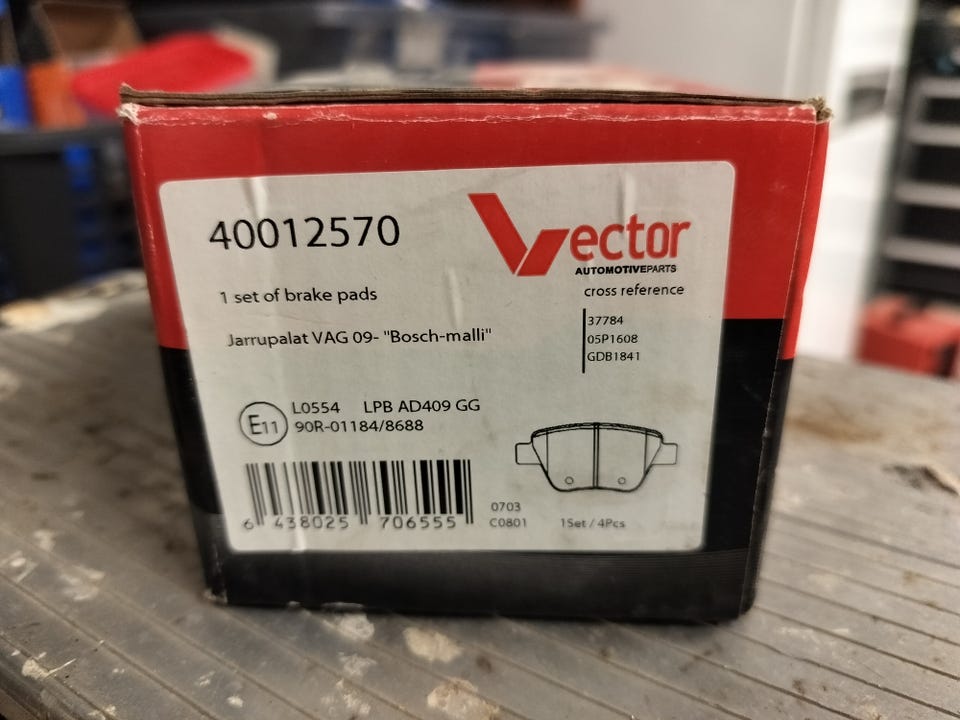 40012570
Vector
AUTOMOTIVEPARTS
1 set of brake pads
cross reference
Jarrupalat VAG 09- "Bosch-malli"
37784
05P1608
GDB1841
E11
L0554 LPB AD409 GG
90R-01184/8688
6 438025 706555
0703
C0801
1Set / 4Pcs